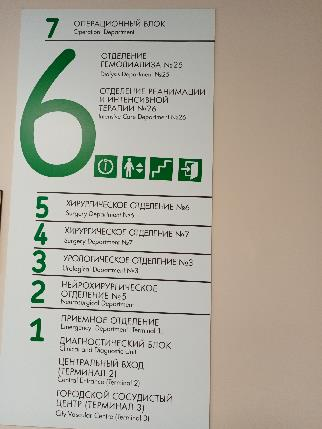 7 ОПЕРАЦИОННЫЙ БЛОК
Operation Department
6
ОТДЕЛЕНИЕ
ГЕМОДИАЛИЗА №25
Dialysis Department №25
ОТДЕЛЕНИЕ РЕАНИМАЦИИ
И ИНТЕНСИВНОЙ
ТЕРАПИИ №26
Intensive Care Department №26
5 ХИРУРГИЧЕСКОЕ ОТДЕЛЕНИЕ №6
Surgery Department №6
4 ХИРУРГИЧЕСКОЕ ОТДЕЛЕНИЕ №7
Surgery Department №7
3 УРОЛОГИЧЕСКОЕ ОТДЕЛЕНИЕ №3
Urological Department №3
2 НЕЙРОХИРУРГИЧЕСКОЕ
ОТДЕЛЕНИЕ №5
Neurosurgical Department
1 ПРИЕМНОЕ ОТДЕЛЕНИЕ
Emergency Department Terminal 1
ДИАГНОСТИЧЕСКИЙ БЛОК
Clinical and Diagnostic Unit
ЦЕНТРАЛЬНЫЙ ВХОД
(ТЕРМИНАЛ 2)
Central Entrance (Terminal 2)
ГОРОДСКОЙ СОСУДИСТЫЙ
ЦЕНТР (ТЕРМИНАЛ 3)
City Vascular Centre (Terminal 3)